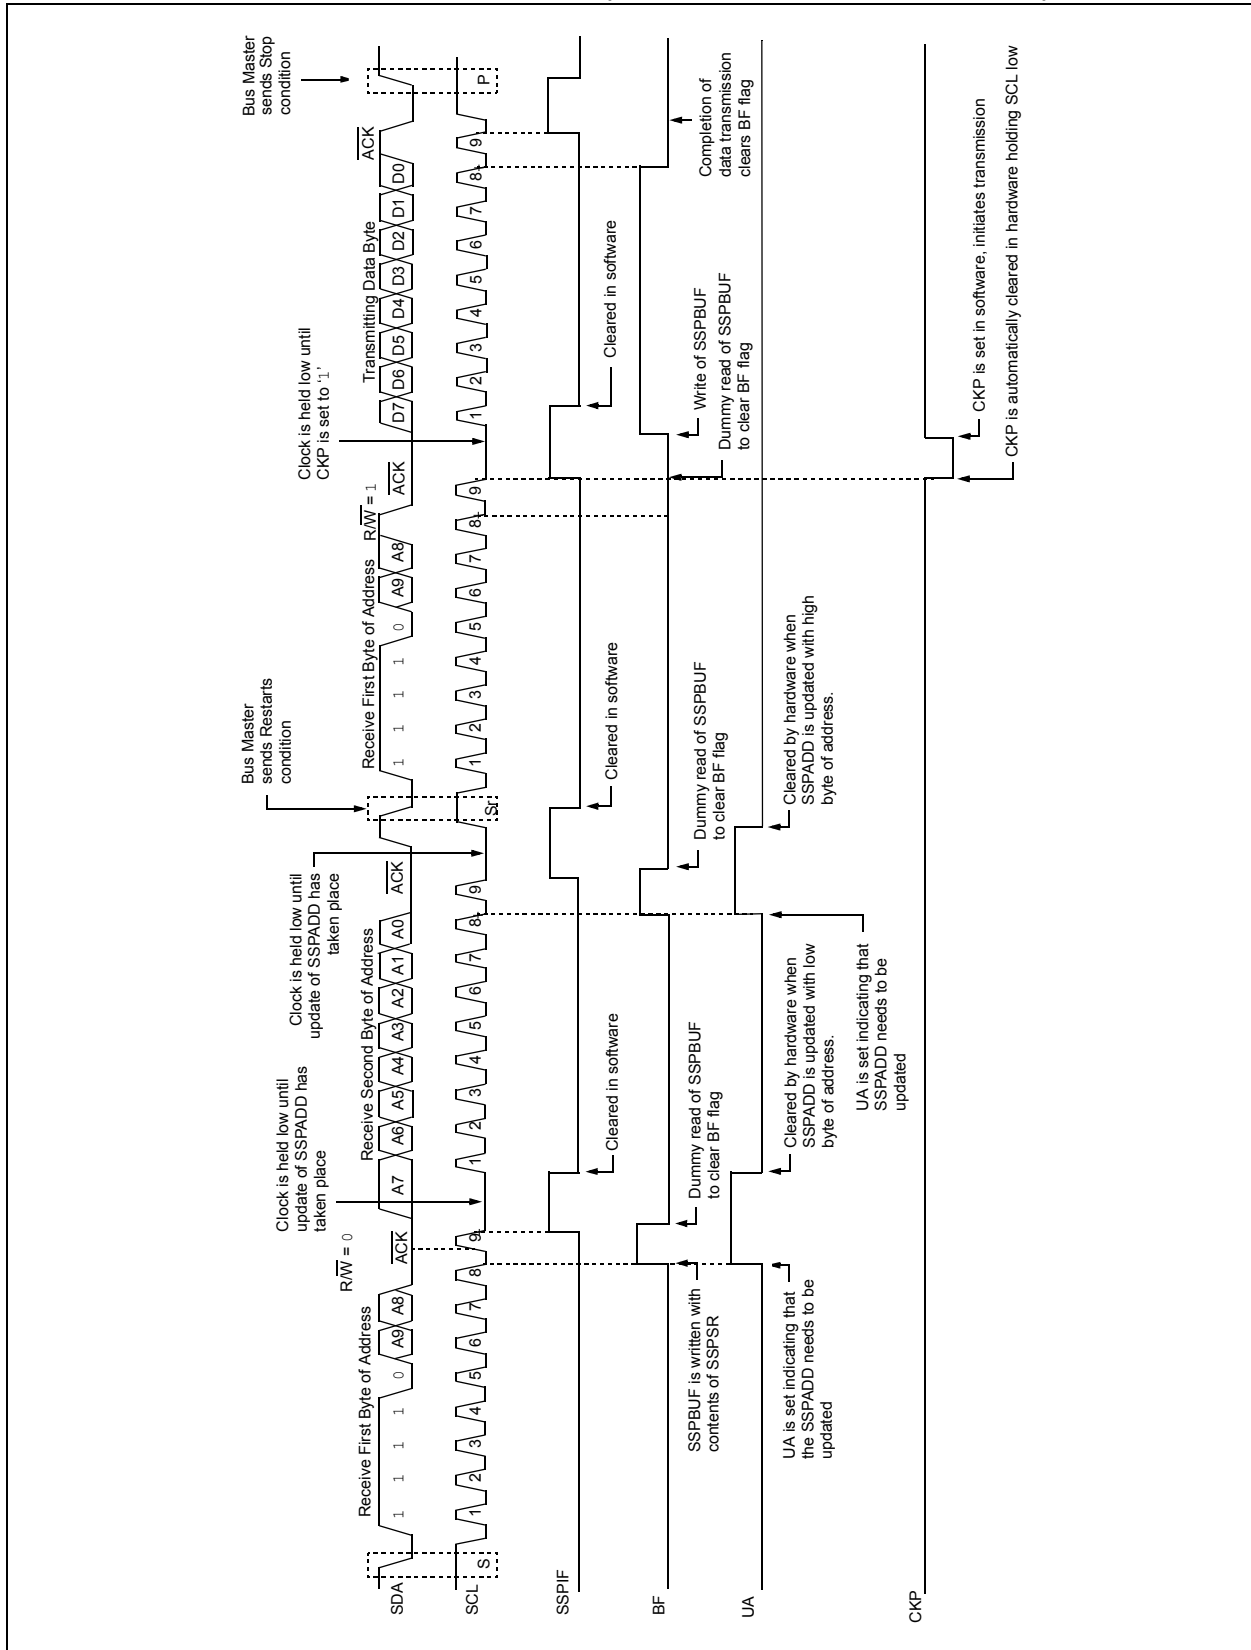 Bus Master
sends Stop
condition
Bus Master
sends Restarts
condition
Clock is held low until
CKP is set to '1'
Clock is held low until
update of SSPADD has
taken place
Clock is held low until
update of SSPADD has
taken place
R/W = 0
R/W = 1
Receive First Byte of Address
ACK
Receive Second Byte of Address
ACK
Receive First Byte of Address
ACK
Transmitting Data Byte
ACK
SDA
1 1 1 1 0 A9 A8
A7 A6 A5 A4 A3 A2 A1 A0
1 1 1 1 0 A9 A8
D7 D6 D5 D4 D3 D2 D1 D0
SCL
S
1 2 3 4 5 6 7 8 9
1 2 3 4 5 6 7 8 9
Sr
1 2 3 4 5 6 7 8 9
1 2 3 4 5 6 7 8 9
P
SSPIF
Cleared in software
Cleared in software
Cleared in software
BF
SSPBUF is written with
contents of SSPSR
Dummy read of SSPBUF
to clear BF flag
Dummy read of SSPBUF
to clear BF flag
Dummy read of SSPBUF
to clear BF flag
Write of SSPBUF
Completion of
data transmission
clears BF flag
UA
UA is set indicating that
the SSPADD needs to be
updated
Cleared by hardware when
SSPADD is updated with low
byte of address.
UA is set indicating that
SSPADD needs to be
updated
Cleared by hardware when
SSPADD is updated with high
byte of address.
CKP
CKP is set in software, initiates transmission
CKP is automatically cleared in hardware holding SCL low